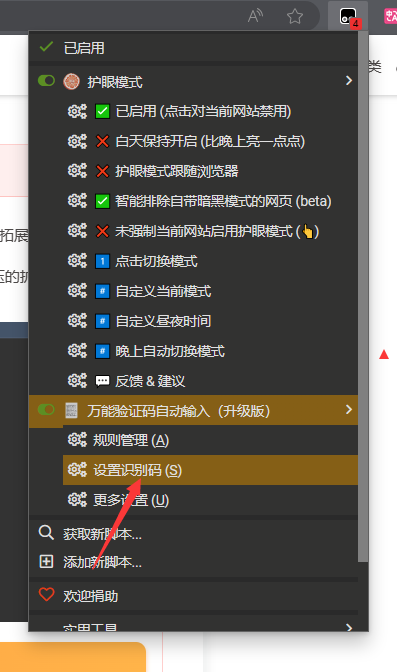 4
已启用
类
护眼模式
已启用 (点击对当前网站禁用)
白天保持开启 (比晚上亮一点点)
护眼模式跟随浏览器
智能排除自带暗黑模式的网页 (beta)
拓展
未强制当前网站启用护眼模式 (👆)
1 点击切换模式
# 自定义当前模式
# 自定义昼夜时间
# 晚上自动切换模式
反馈 & 建议
万能验证码自动输入（升级版）
规则管理 (A)
设置识别码 (S)
更多设置 (U)
获取新脚本...
添加新脚本...
欢迎捐助
实用工具